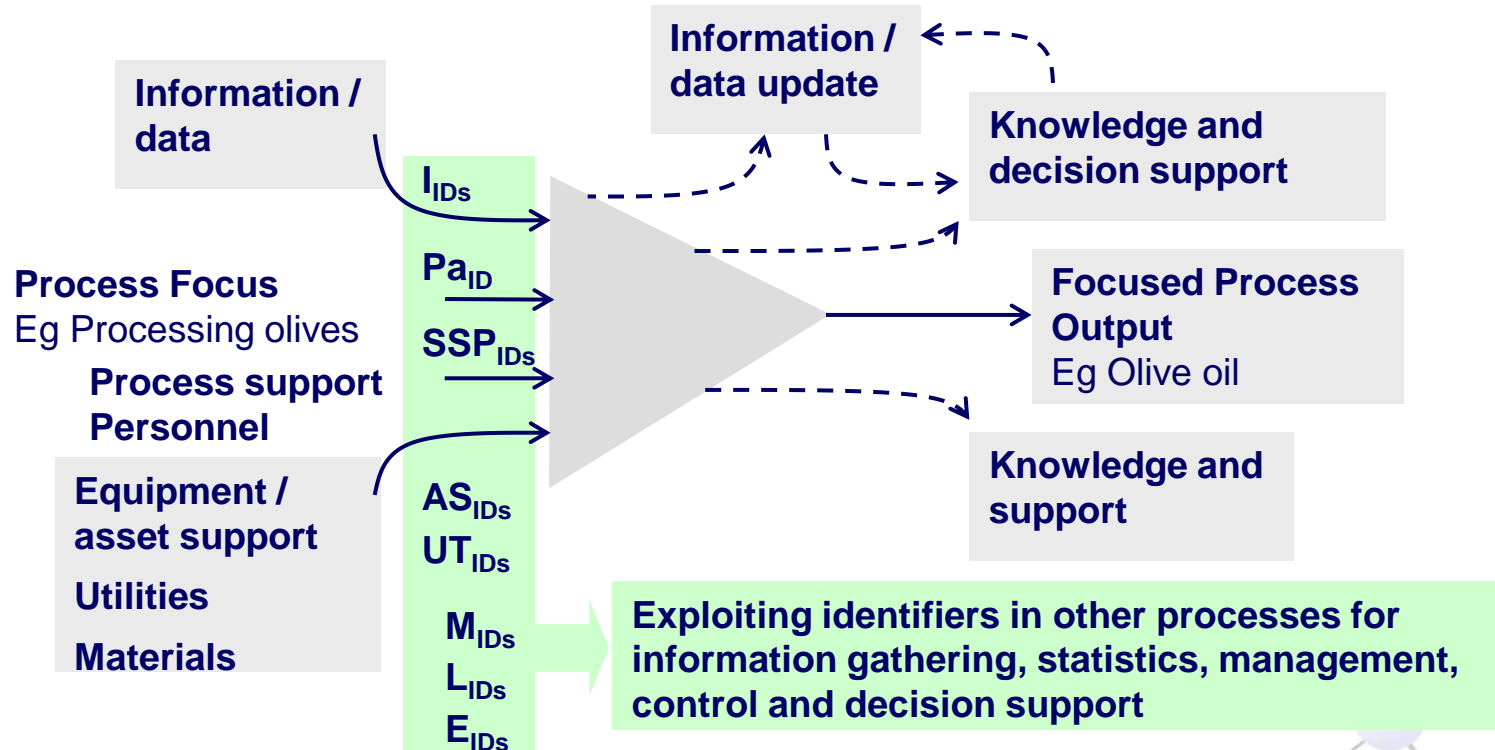 Information /
data
Information /
data update
Knowledge and
decision support
I_IDs
Pa_ID
SSP_IDs
Process Focus
Eg Processing olives
Process support
Personnel
Focused Process
Output
Eg Olive oil
Equipment /
asset support
Utilities
Materials
AS_IDs
UT_IDs
M_IDs
L_IDs
E_IDs
Knowledge and
support
Exploiting identifiers in other processes for
information gathering, statistics, management,
control and decision support